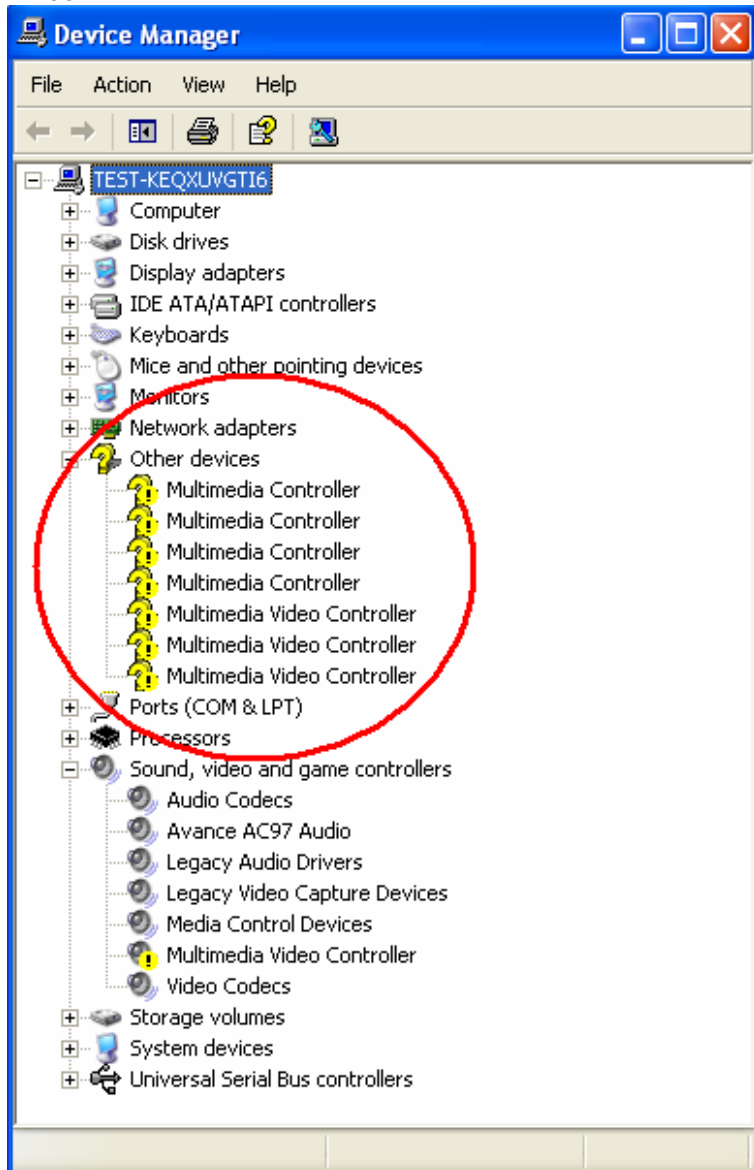 Device Manager
File Action View Help
TEST-KEQXUVGTI6
Computer
Disk drives
Display adapters
IDE ATA/ATAPI controllers
Keyboards
Mice and other pointing devices
Monitors
Network adapters
Other devices
Multimedia Controller
Multimedia Controller
Multimedia Controller
Multimedia Controller
Multimedia Video Controller
Multimedia Video Controller
Multimedia Video Controller
Ports (COM & LPT)
Processors
Sound, video and game controllers
Audio Codecs
Avance AC97 Audio
Legacy Audio Drivers
Legacy Video Capture Devices
Media Control Devices
Multimedia Video Controller
Video Codecs
Storage volumes
System devices
Universal Serial Bus controllers